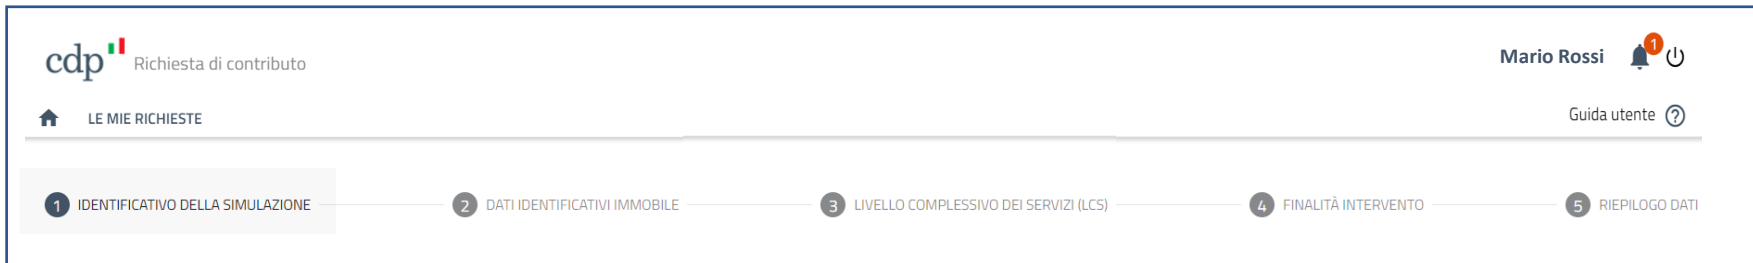 cdp Richiesta di contributo
Mario Rossi 1
LE MIE RICHIESTE
Guida utente ?
1 IDENTIFICATIVO DELLA SIMULAZIONE 2 DATI IDENTIFICATIVI IMMOBILE 3 LIVELLO COMPLESSIVO DEI SERVIZI (LCS) 4 FINALITÀ INTERVENTO 5 RIEPILOGO DATI